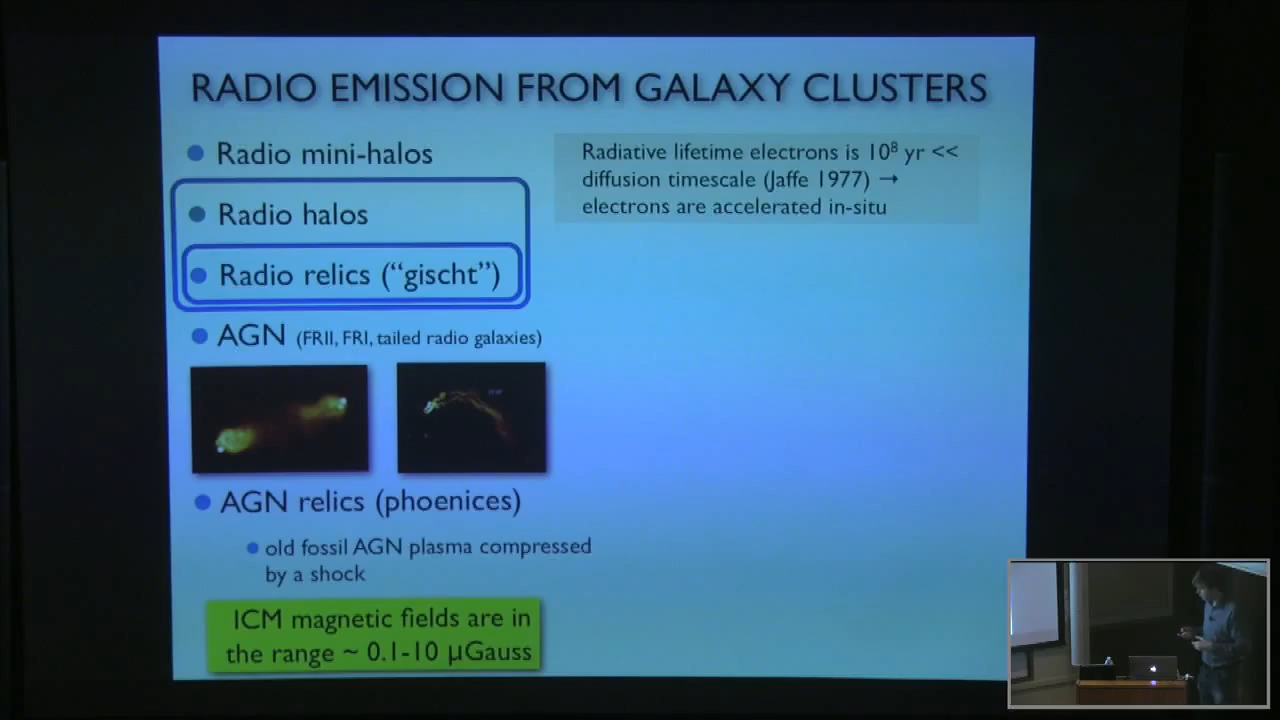 RADIO EMISSION FROM GALAXY CLUSTERS
Radio mini-halos
Radio halos
Radio relics (“gischt”)
AGN (FRII, FRI, tailed radio galaxies)
AGN relics (phoenices)
old fossil AGN plasma compressed
by a shock
ICM magnetic fields are in
the range ~ 0.1-10 µGauss
Radiative lifetime electrons is 10⁸ yr <<
diffusion timescale (Jaffe 1977) →
electrons are accelerated in-situ